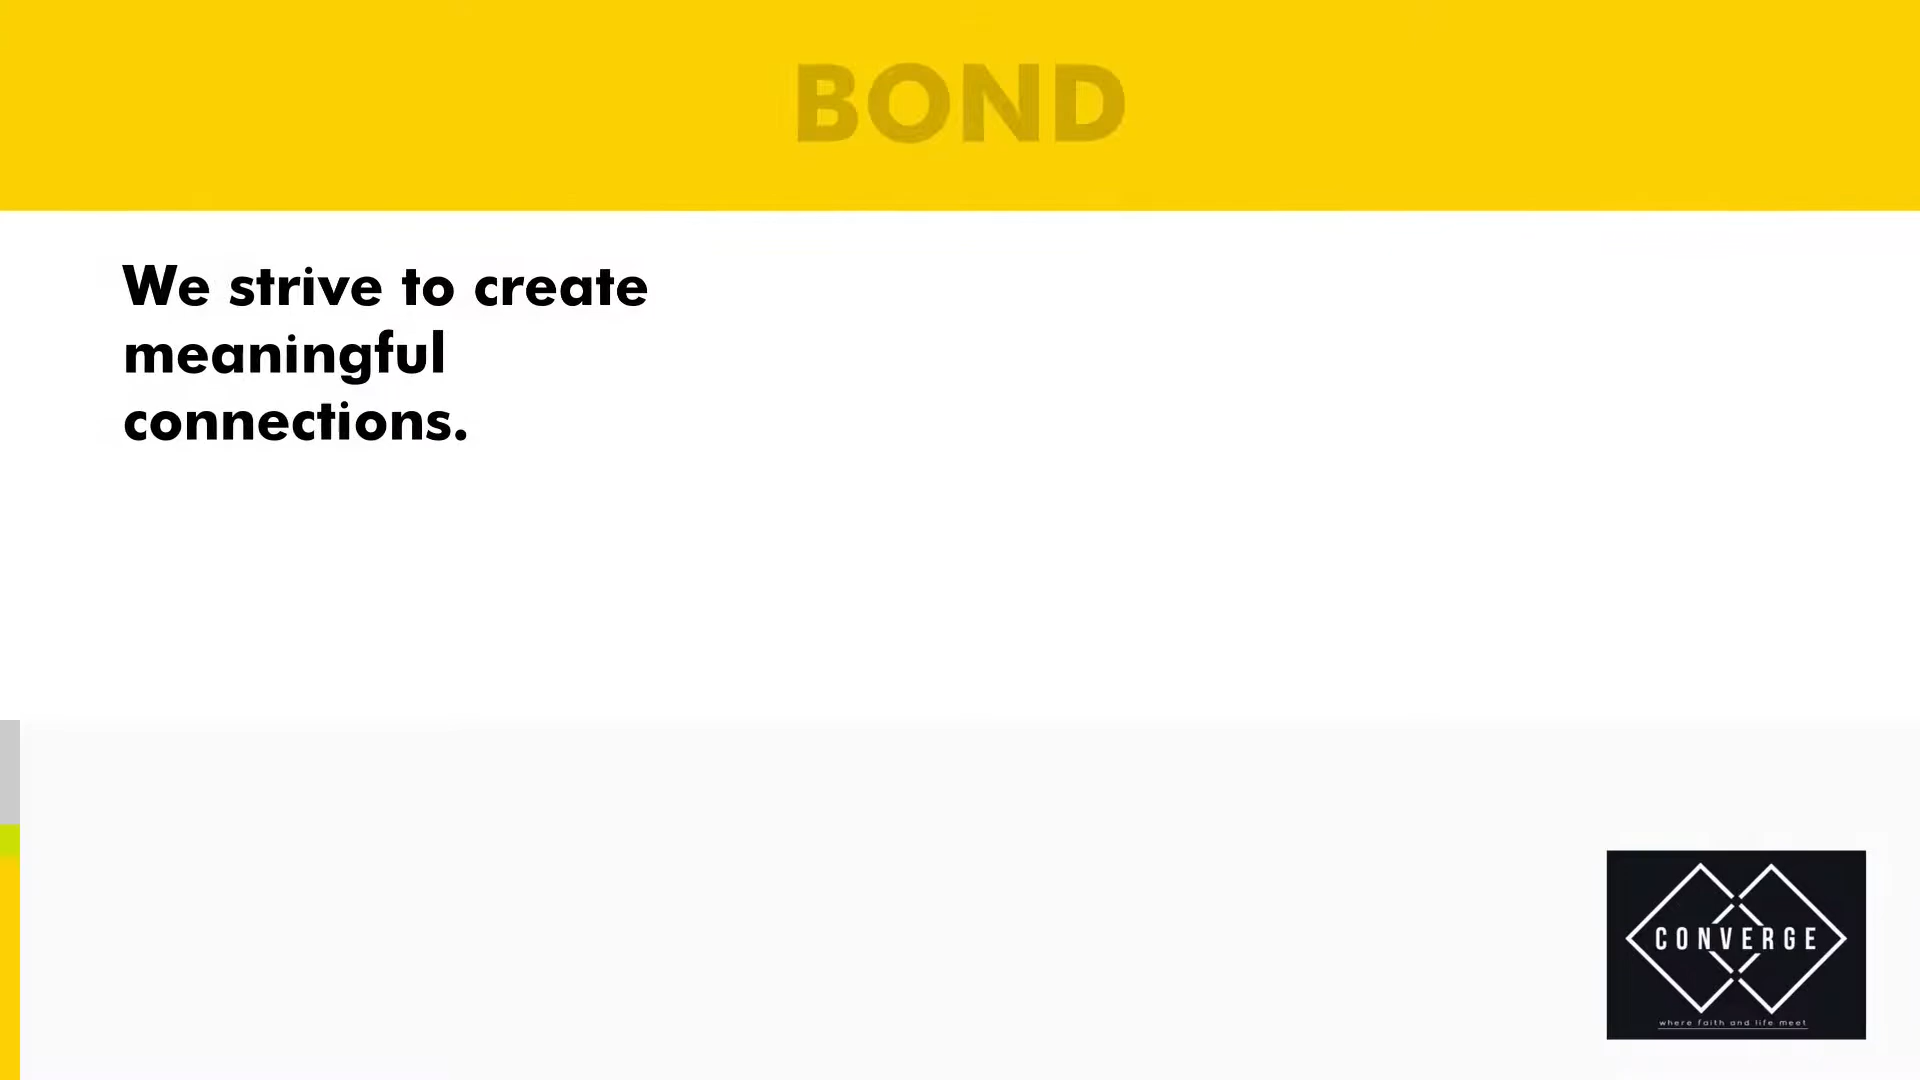 BOND
We strive to create
meaningful
connections.
CONVERGE
where faith and life meet